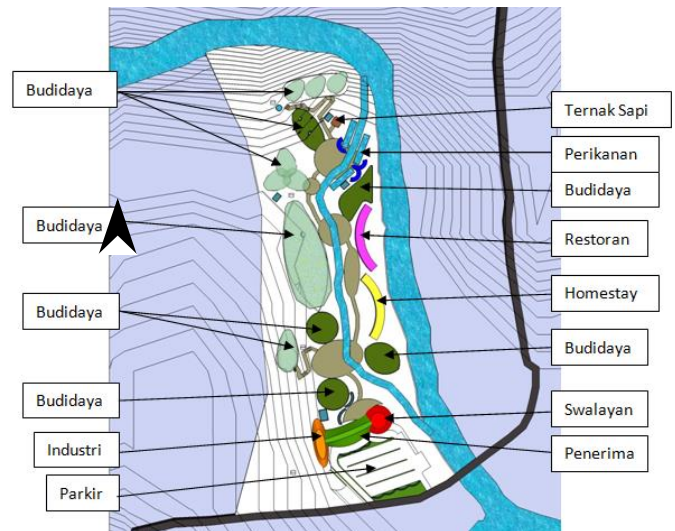 Budidaya
Budidaya
Budidaya
Budidaya
Industri
Parkir
Ternak Sapi
Perikanan
Budidaya
Restoran
Homestay
Budidaya
Swalayan
Penerima